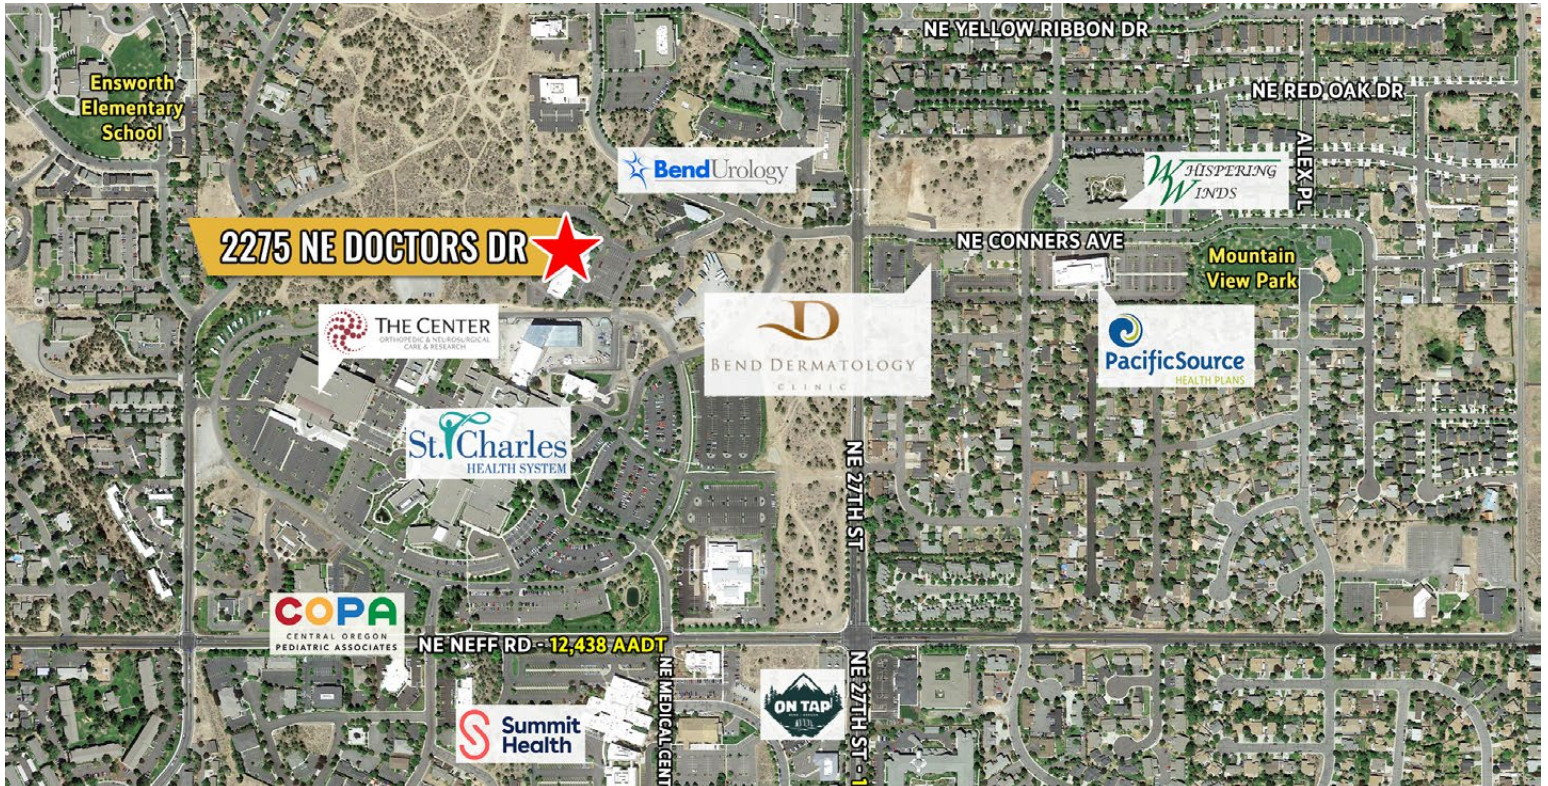 NE YELLOW RIBBON DR
Ensworth
Elementary
School
NE RED OAK DR
ALEX PL
BendUrology
WHISPERING
WINDS
2275 NE DOCTORS DR
NE CONNERS AVE
Mountain
View Park
THE CENTER
ORTHOPEDIC & NEUROSURGICAL
CARE & RESEARCH
D
BEND DERMATOLOGY
CLINIC
PacificSource
HEALTH PLANS
St. Charles
HEALTH SYSTEM
NE 27TH ST
COPA
CENTRAL OREGON
PEDIATRIC ASSOCIATES
NE NEFF RD - 12,438 AADT
NE MEDICAL CENT
NE 27TH ST - 1
ON TAP
Summit
Health